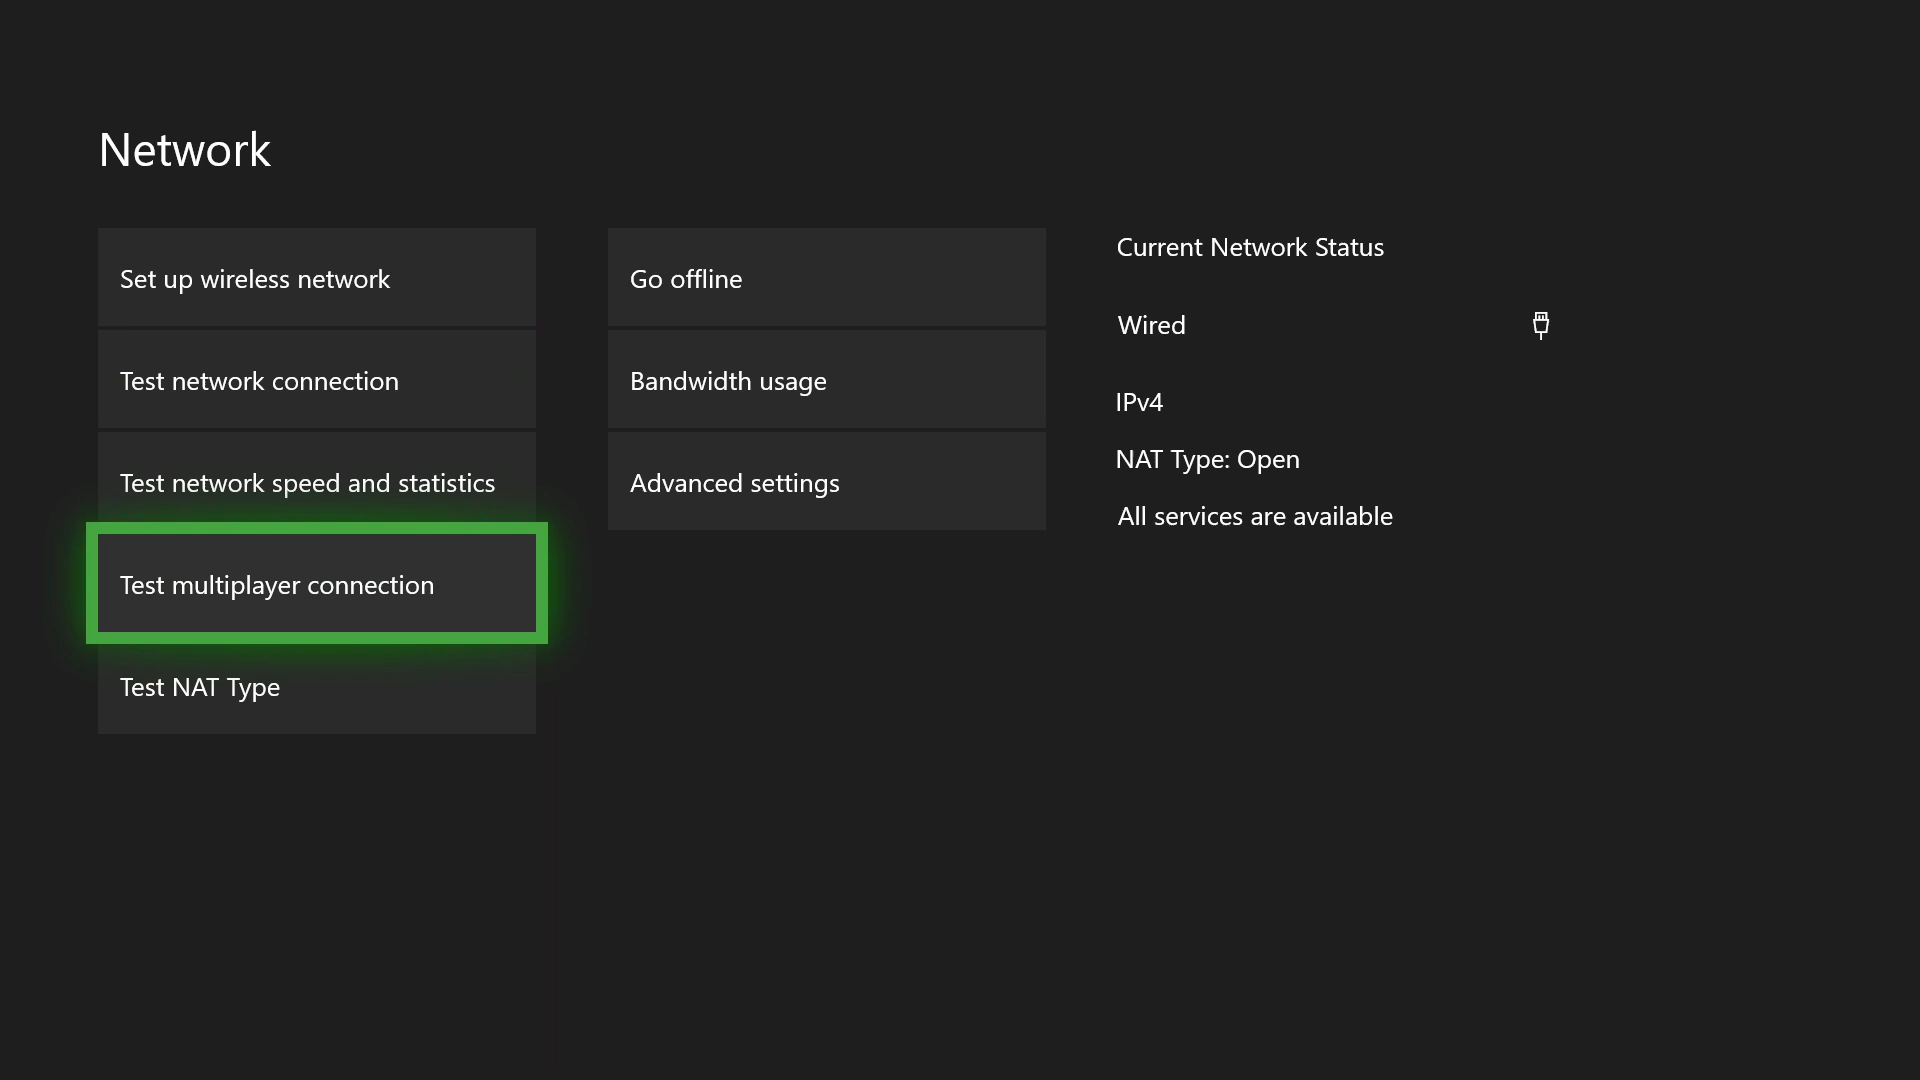 Network
Set up wireless network
Test network connection
Test network speed and statistics
Test multiplayer connection
Test NAT Type
Go offline
Bandwidth usage
Advanced settings
Current Network Status
Wired
IPv4
NAT Type: Open
All services are available